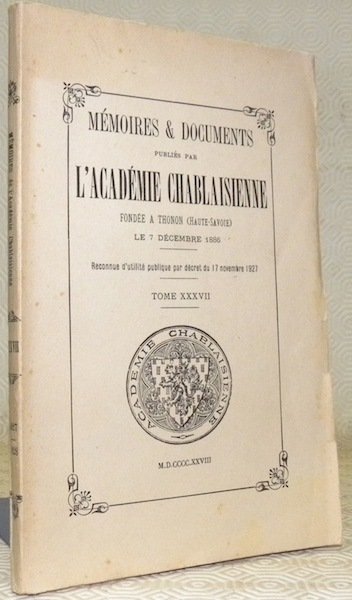 MÉMOIRES & DOCUMENTS
PUBLIÉS PAR
L'ACADÉMIE CHABLAISIENNE
FONDÉE A THONON (HAUTE-SAVOIE)
LE 7 DÉCEMBRE 1886
Reconnue d'utilité publique par décret du 17 novembre 1927
TOME XXXVII
ACADEMIE CHABLAISIENNE
M.D.CCCC.XXVIII